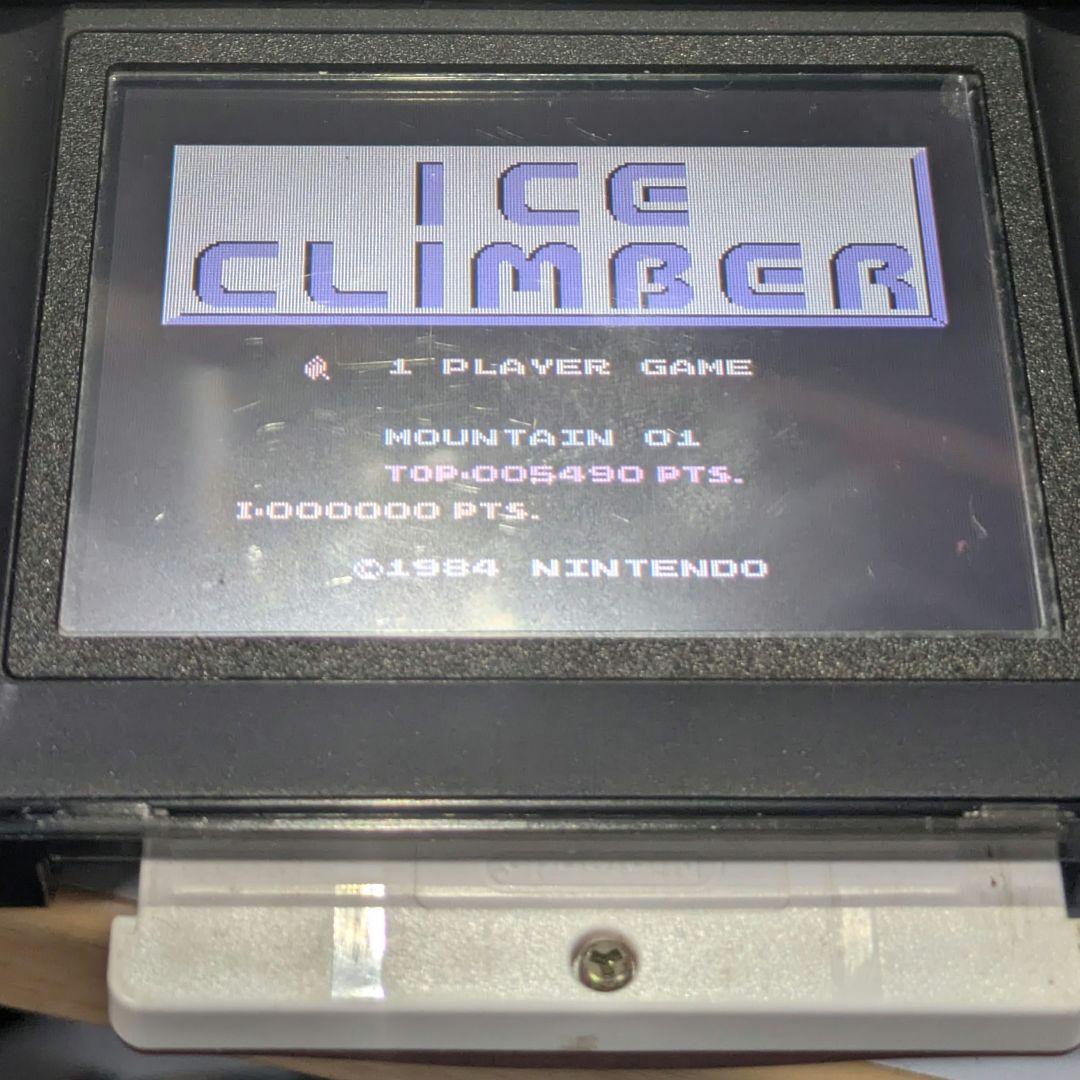 ICE
CLIMBER
1 PLAYER GAME
MOUNTAIN 01
TOP•005490 PTS.
I•000000 PTS.
©1984 NINTENDO